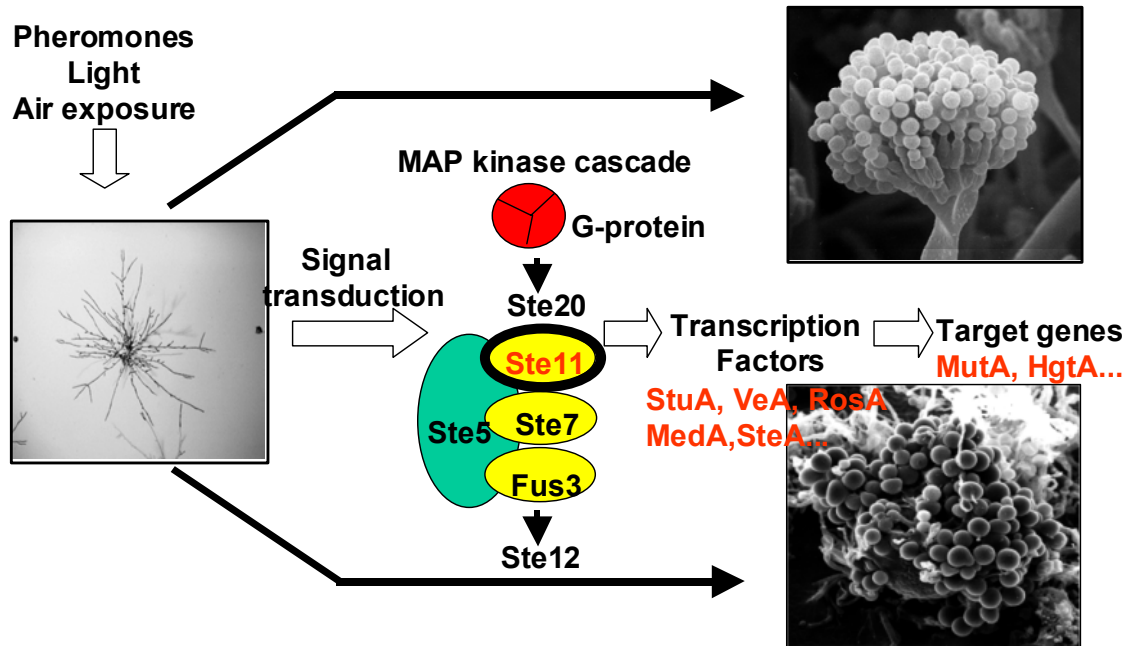 Pheromones
Light
Air exposure
MAP kinase cascade
G-protein
Signal
transduction
Ste20
Ste11
Ste5
Ste7
Fus3
Ste12
Transcription
Factors
StuA, VeA, RosA
MedA,SteA...
Target genes
MutA, HgtA...